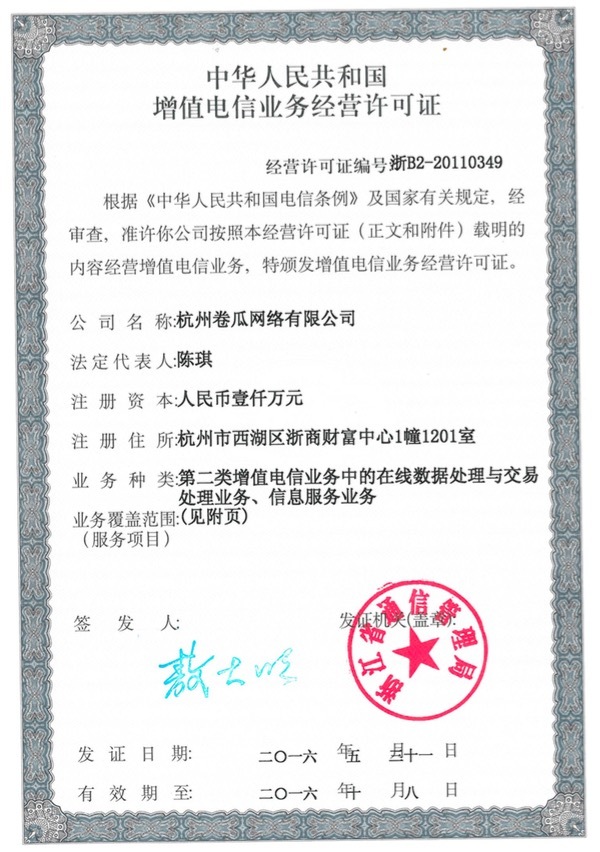 中华人民共和国
增值电信业务经营许可证
经营许可证编号:浙B2-20110349
根据《中华人民共和国电信条例》及国家有关规定，经
审查，准许你公司按照本经营许可证（正文和附件）载明的
内容经营增值电信业务，特颁发增值电信业务经营许可证。
公司名称:杭州卷瓜网络有限公司
法定代表人:陈琪
注册资本:人民币壹仟万元
注册住所:杭州市西湖区浙商财富中心1幢1201室
业务种类:第二类增值电信业务中的在线数据处理与交易
处理业务、信息服务业务
业务覆盖范围:(见附页)
（服务项目）
签发人:
发证机关(盖章):
浙江省通信管理局
发证日期: 二〇一六 年 五 月三十一 日
有效期至: 二〇一六 年 十 月 八 日